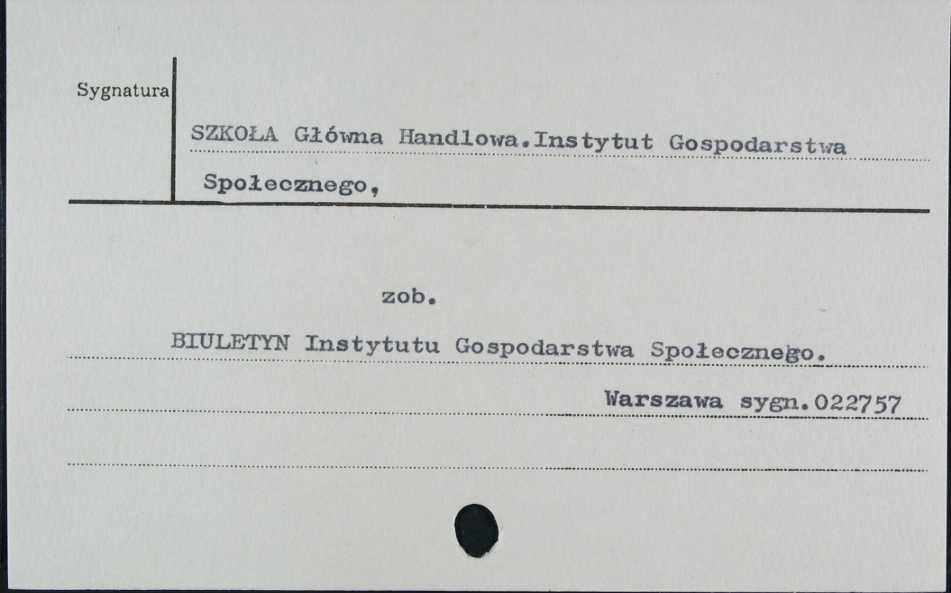 Sygnatura
SZKOŁA Główna Handlowa.Instytut Gospodarstwa
Społecznego,
zob.
BIULETYN Instytutu Gospodarstwa Społecznego.
Warszawa sygn.022757